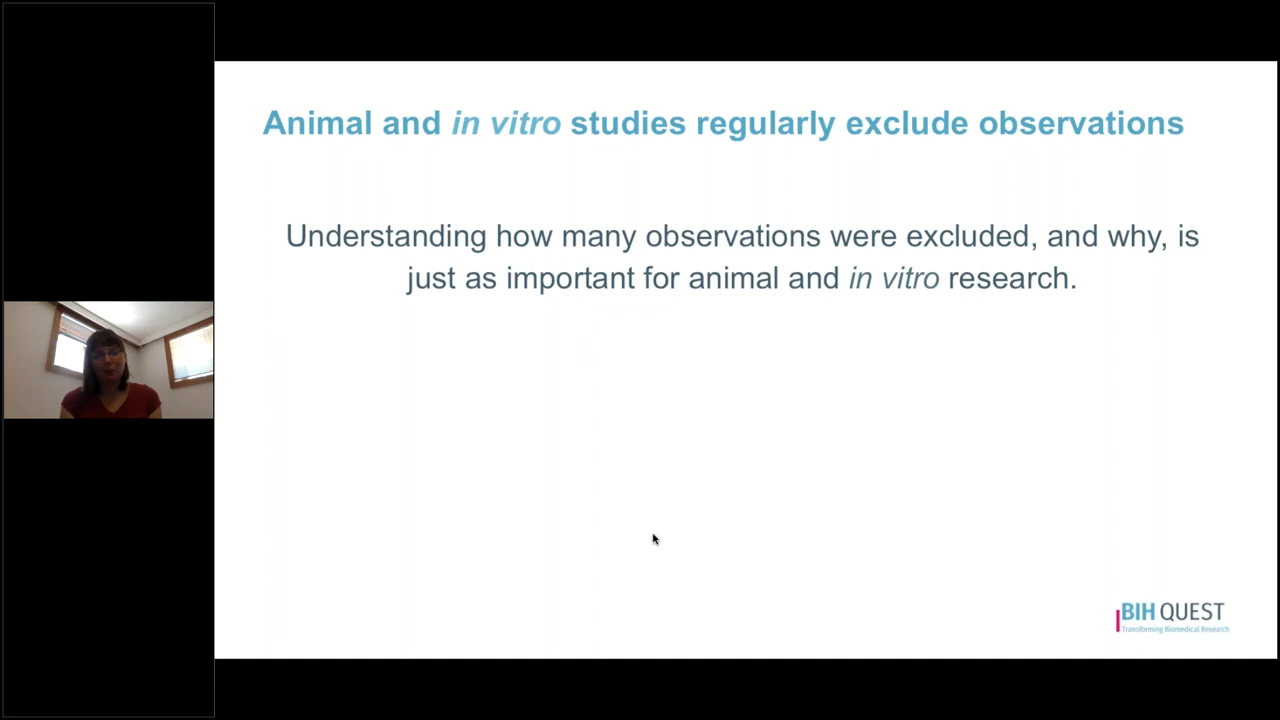 Animal and in vitro studies regularly exclude observations
Understanding how many observations were excluded, and why, is
just as important for animal and in vitro research.
BIH QUEST
Transforming Biomedical Research